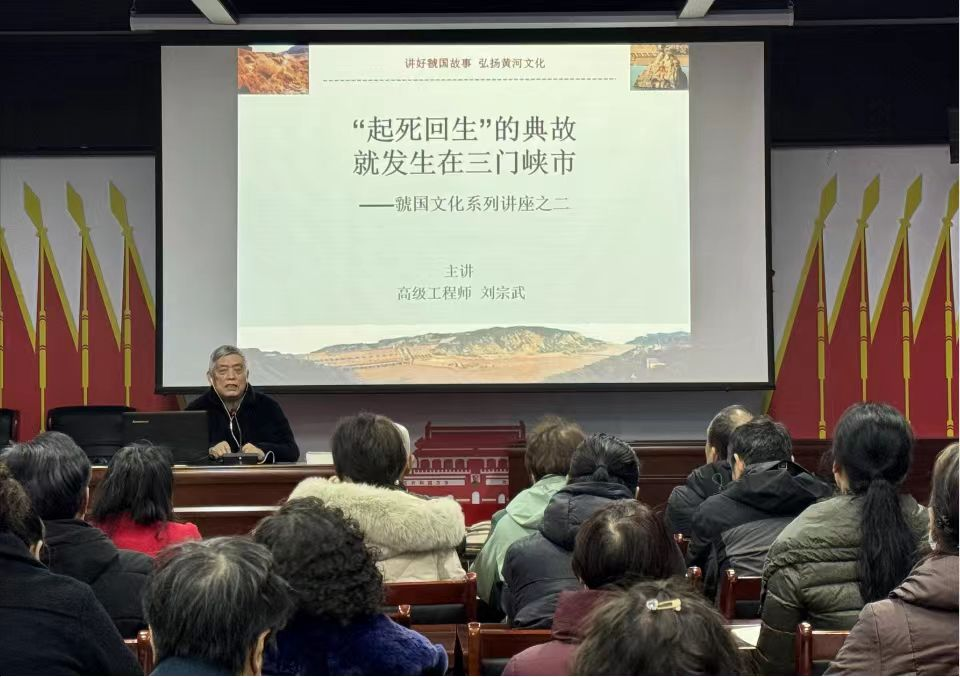 讲好虢国故事 弘扬黄河文化
“起死回生”的典故
就发生在三门峡市
——虢国文化系列讲座之二
主讲
高级工程师 刘宗武